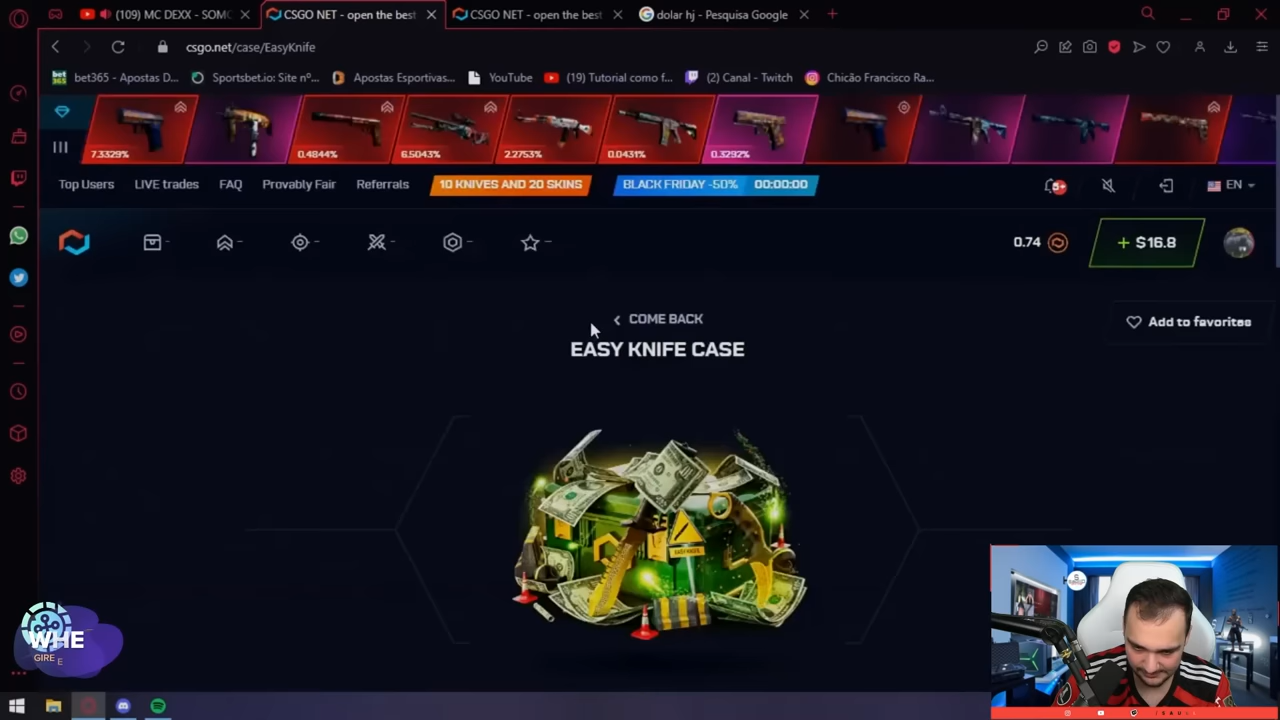 (109) MC DEXX - SOMC
CSGO NET - open the best
CSGO NET - open the best
dolar hj - Pesquisa Google
csgo.net/case/EasyKnife
bet365 - Apostas D...
Sportsbet.io: Site nº...
Apostas Esportivas...
YouTube
(19) Tutorial como f...
(2) Canal - Twitch
Chicão Francisco Ra...
7.3329%
0.4844%
6.5043%
2.2753%
0.0431%
0.3292%
Top Users
LIVE trades
FAQ
Provably Fair
Referrals
10 KNIVES AND 20 SKINS
BLACK FRIDAY -50% 00:00:00
5+
EN
0.74
+ $16.8
COME BACK
Add to favorites
EASY KNIFE CASE
WHE
GIRE E